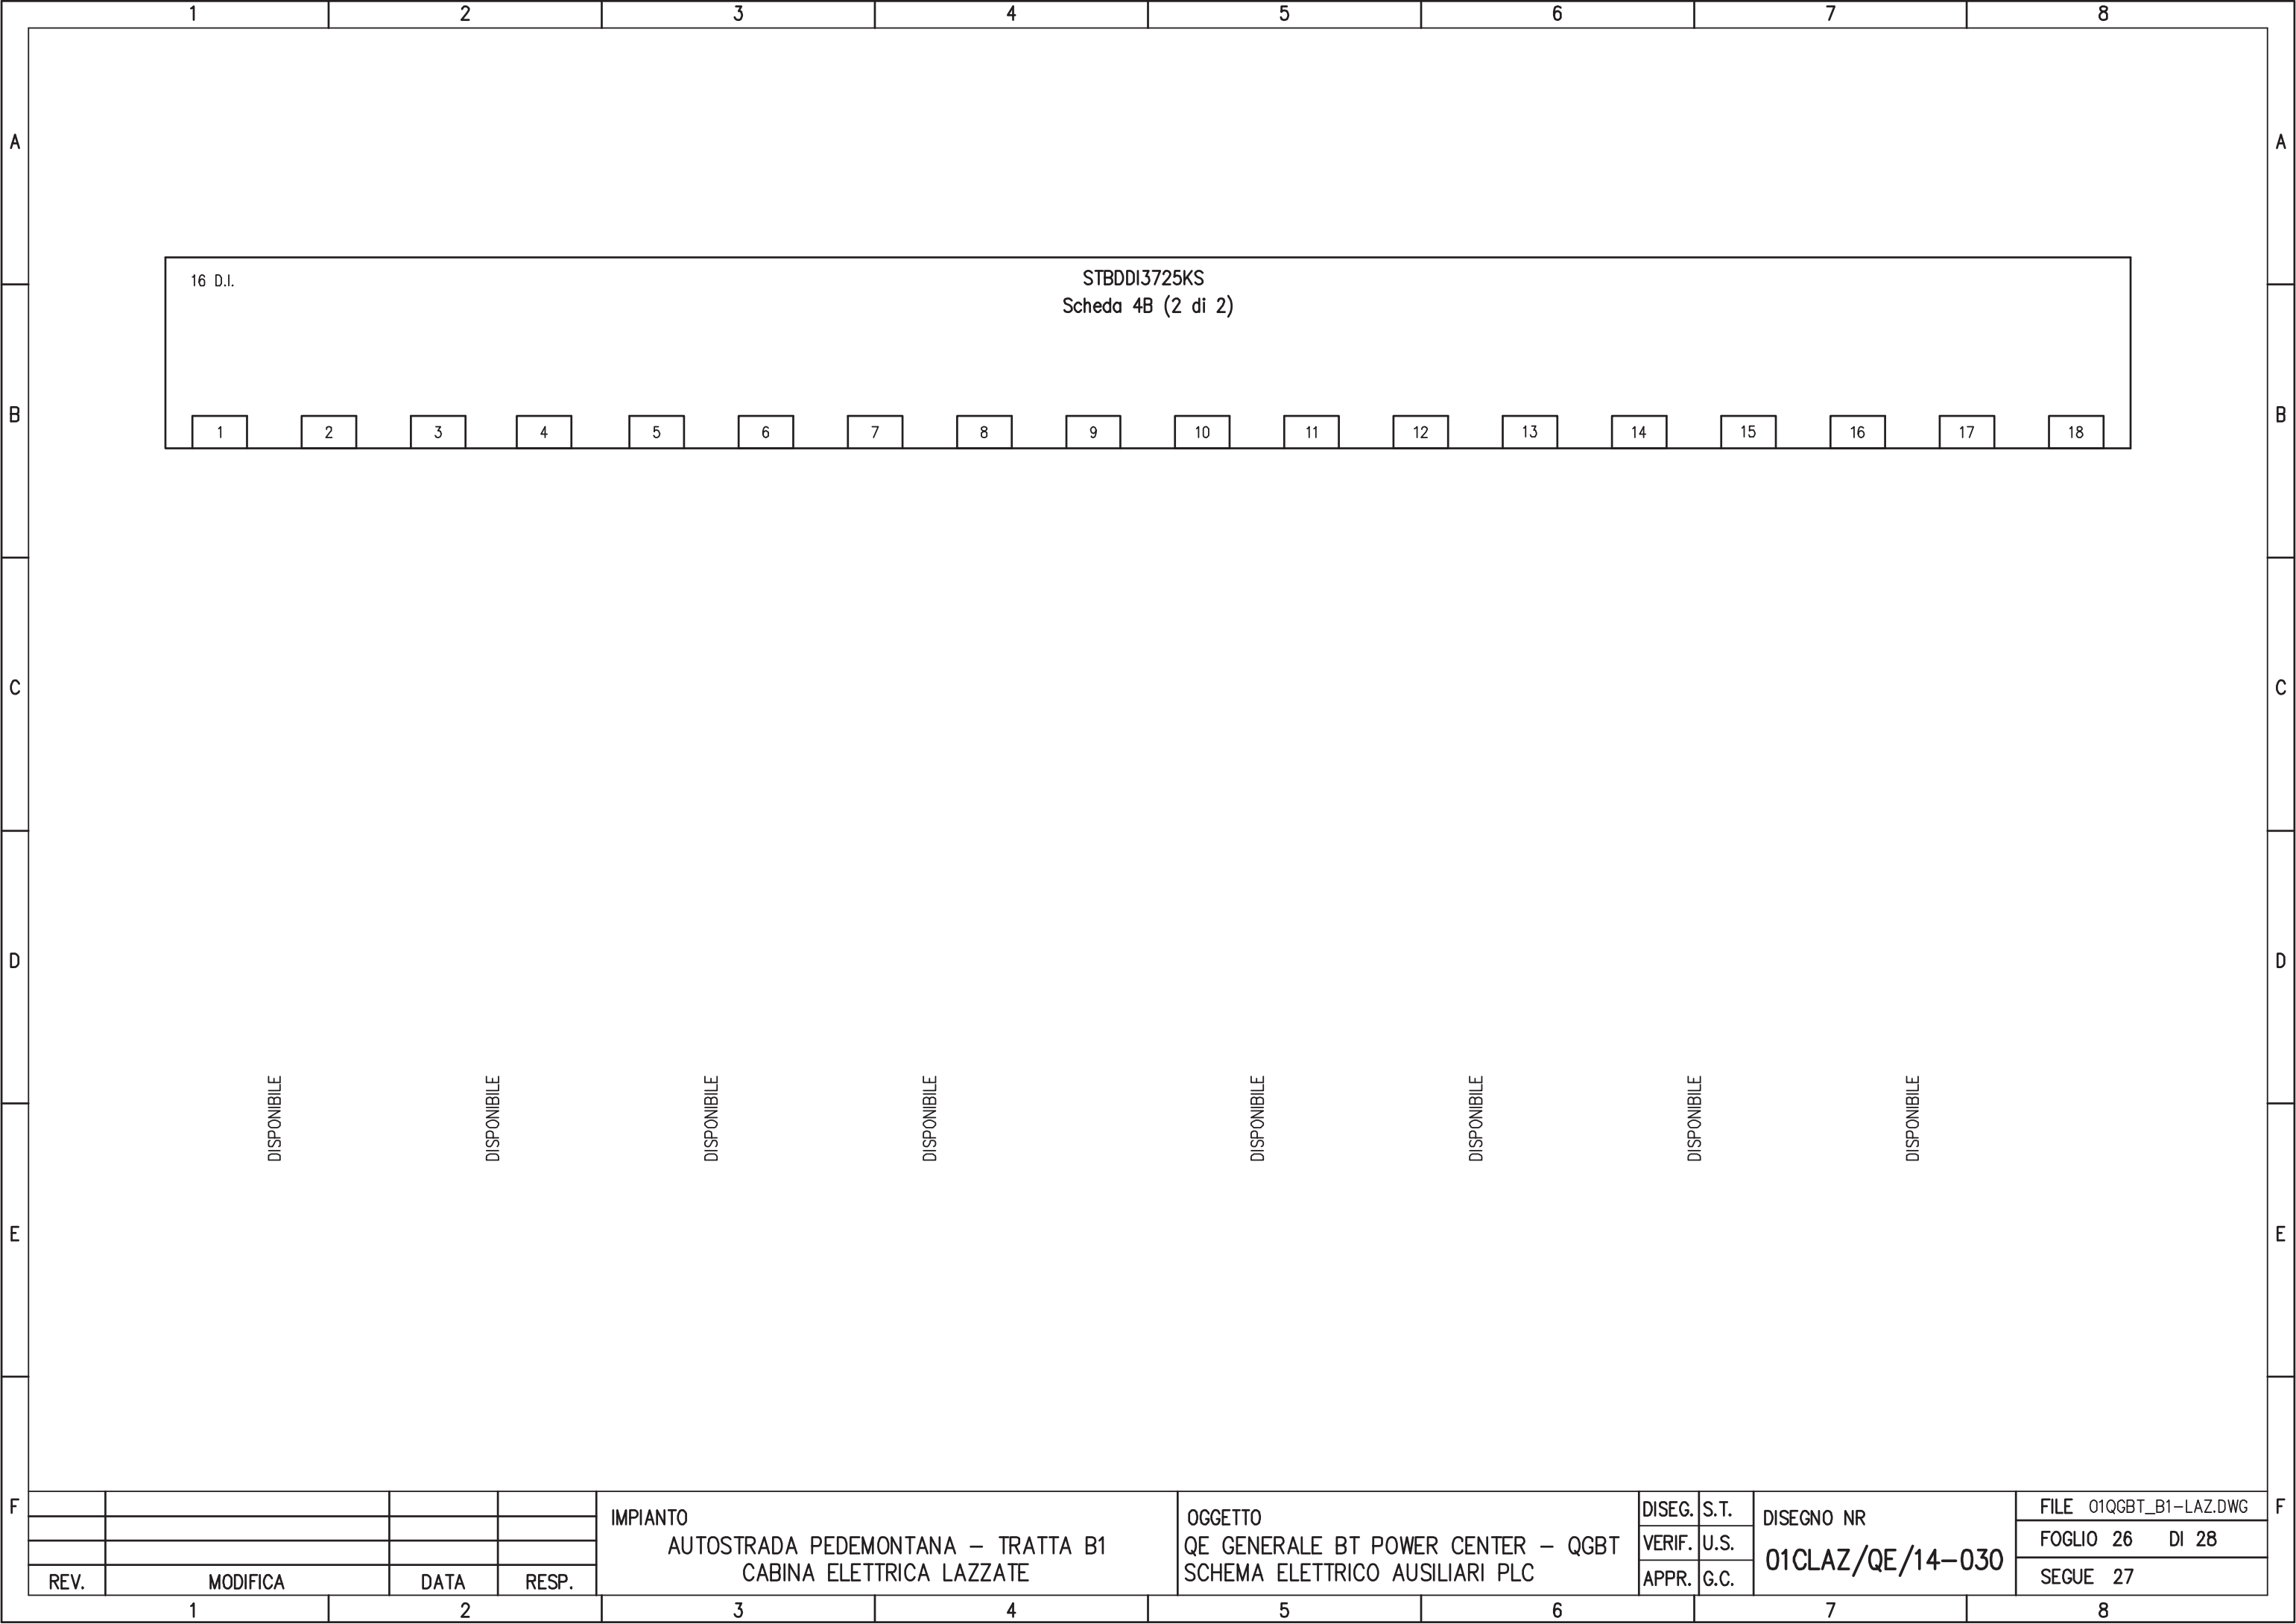 1 2 3 4 5 6 7 8
A A
16 D.I.
STBDDI3725KS
Scheda 4B (2 di 2)
B B
1 2 3 4 5 6 7 8 9 10 11 12 13 14 15 16 17 18
C C
D D
DISPONIBILE DISPONIBILE DISPONIBILE DISPONIBILE DISPONIBILE DISPONIBILE DISPONIBILE DISPONIBILE
E E
F F
REV. MODIFICA DATA RESP.
IMPIANTO
AUTOSTRADA PEDEMONTANA – TRATTA B1
CABINA ELETTRICA LAZZATE
OGGETTO
QE GENERALE BT POWER CENTER – QGBT
SCHEMA ELETTRICO AUSILIARI PLC
DISEG. S.T.
VERIF. U.S.
APPR. G.C.
DISEGNO NR
01CLAZ/QE/14-030
FILE 01QGBT_B1-LAZ.DWG
FOGLIO 26 DI 28
SEGUE 27
1 2 3 4 5 6 7 8